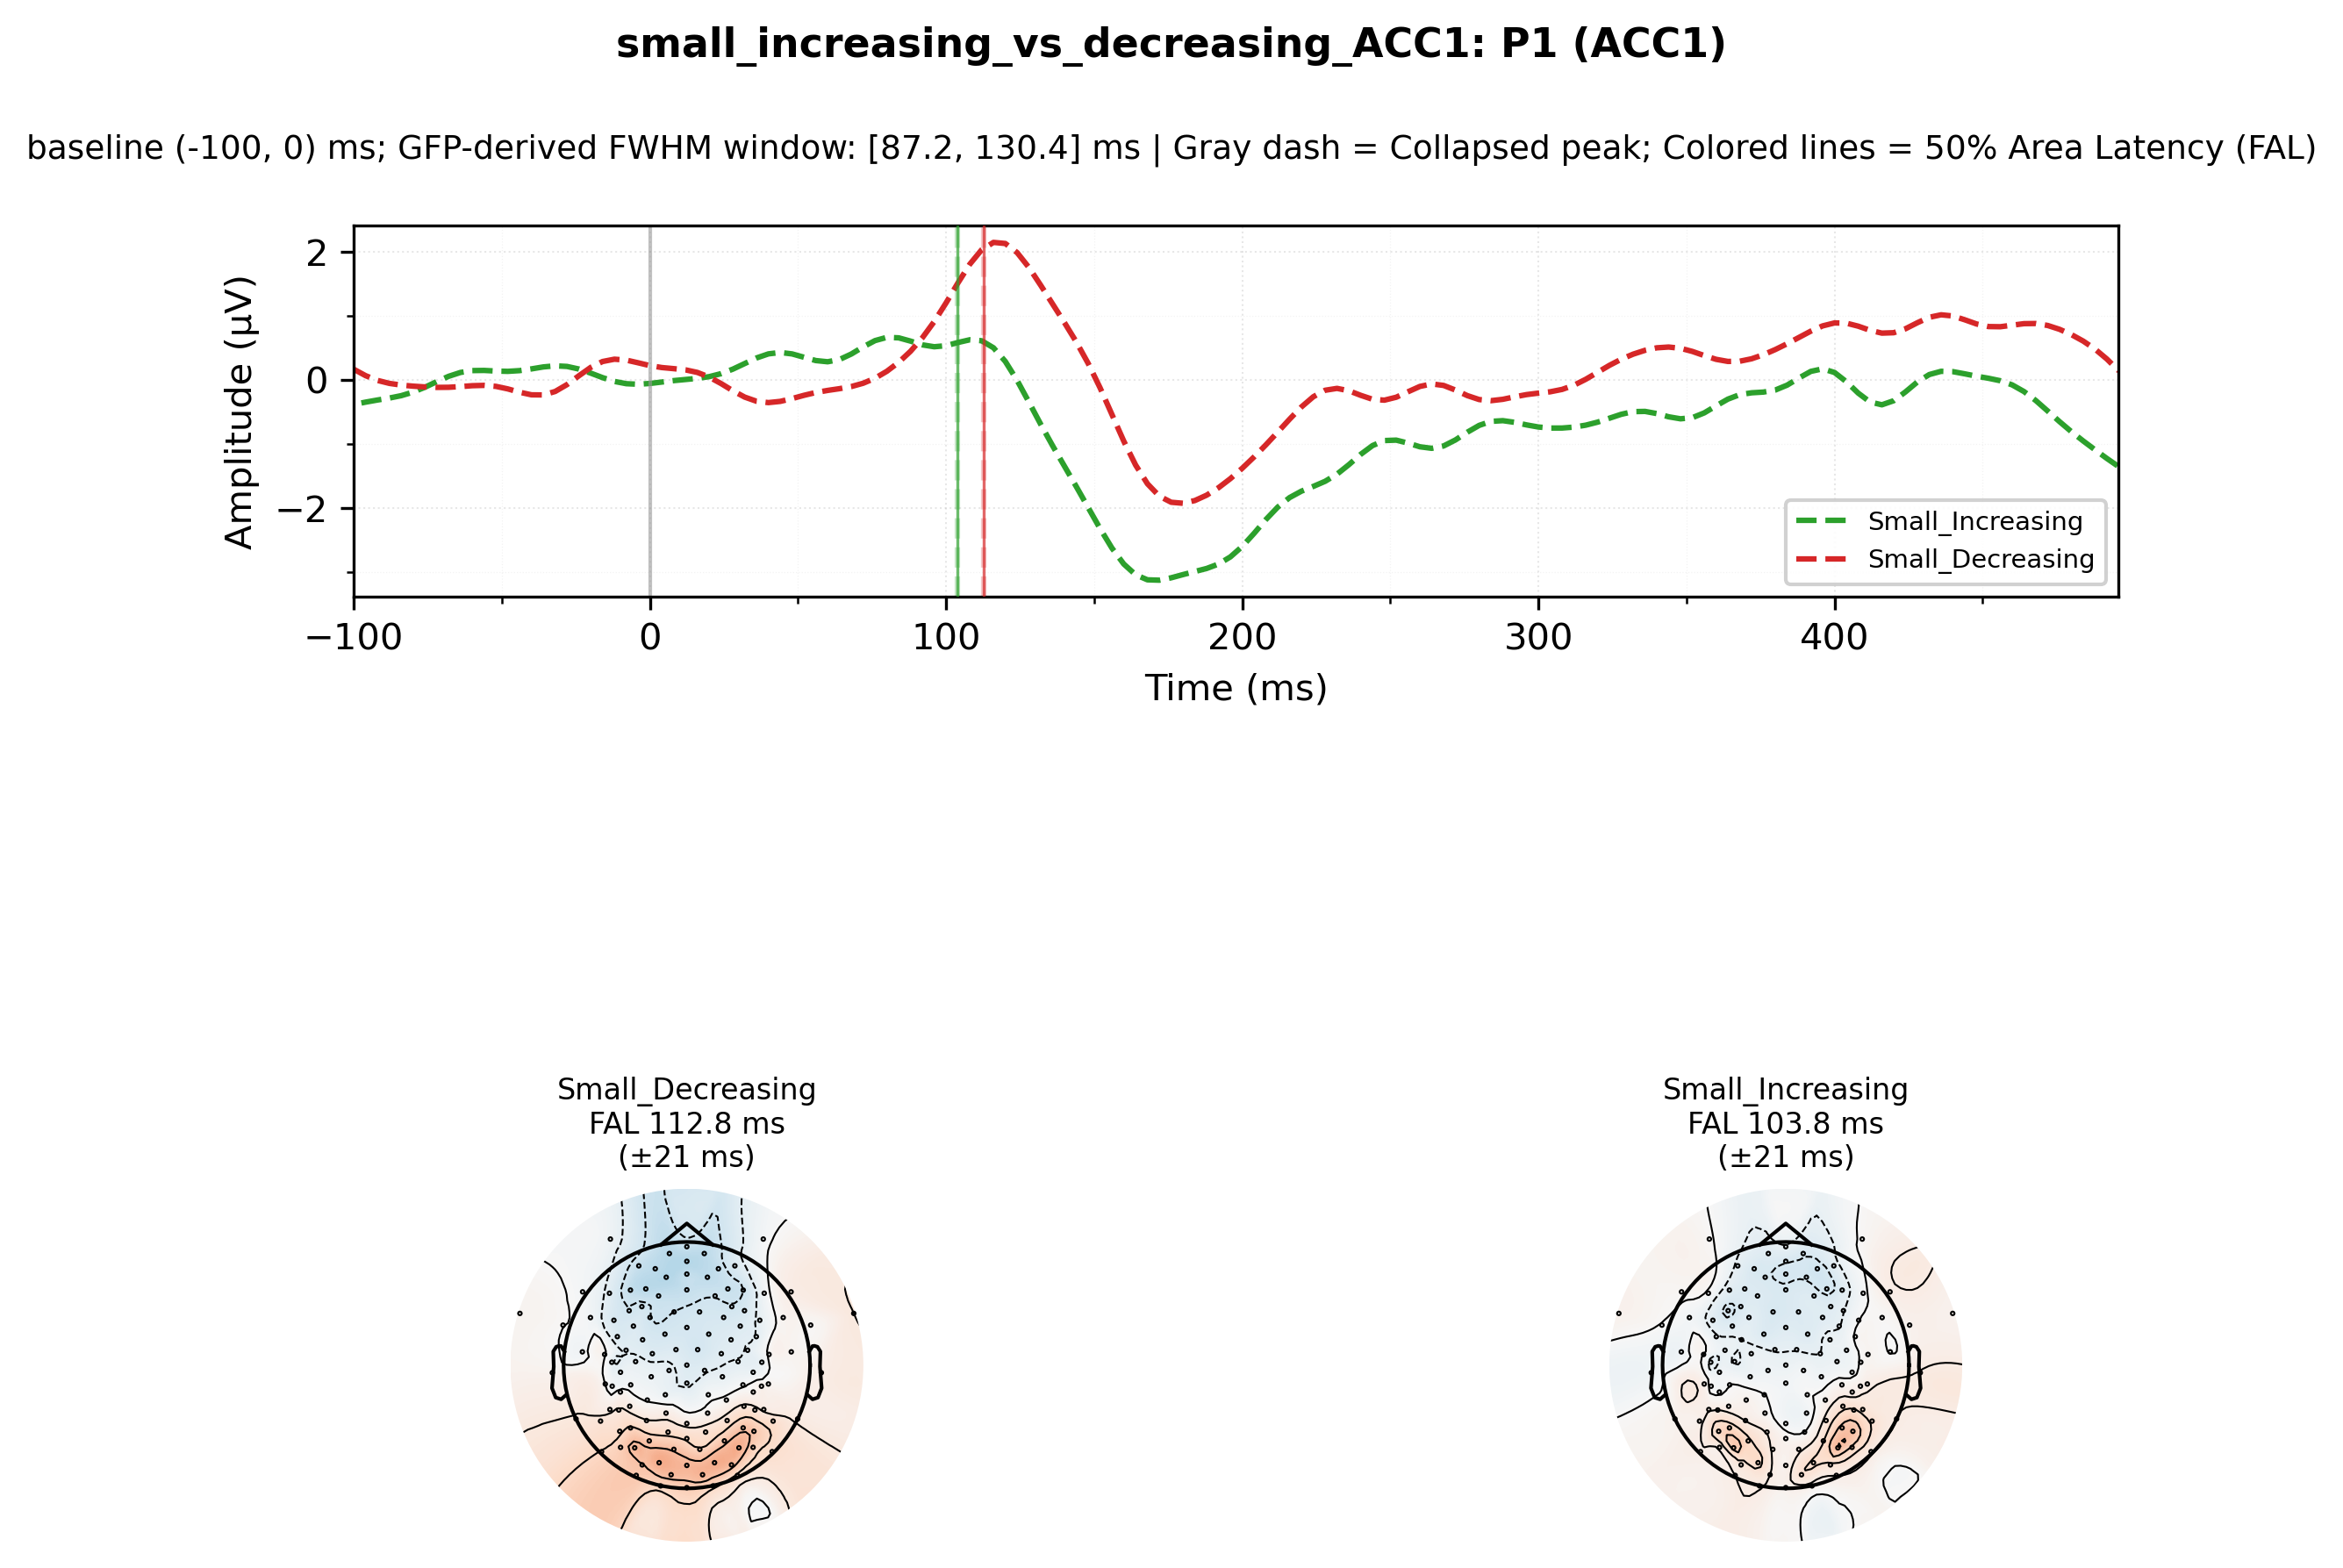 small_increasing_vs_decreasing_ACC1: P1 (ACC1)
baseline (-100, 0) ms; GFP-derived FWHM window: [87.2, 130.4] ms | Gray dash = Collapsed peak; Colored lines = 50% Area Latency (FAL)
Amplitude (µV)
2
0
−2
Small_Increasing
Small_Decreasing
−100 0 100 200 300 400
Time (ms)
Small_Decreasing
FAL 112.8 ms
(±21 ms)
Small_Increasing
FAL 103.8 ms
(±21 ms)